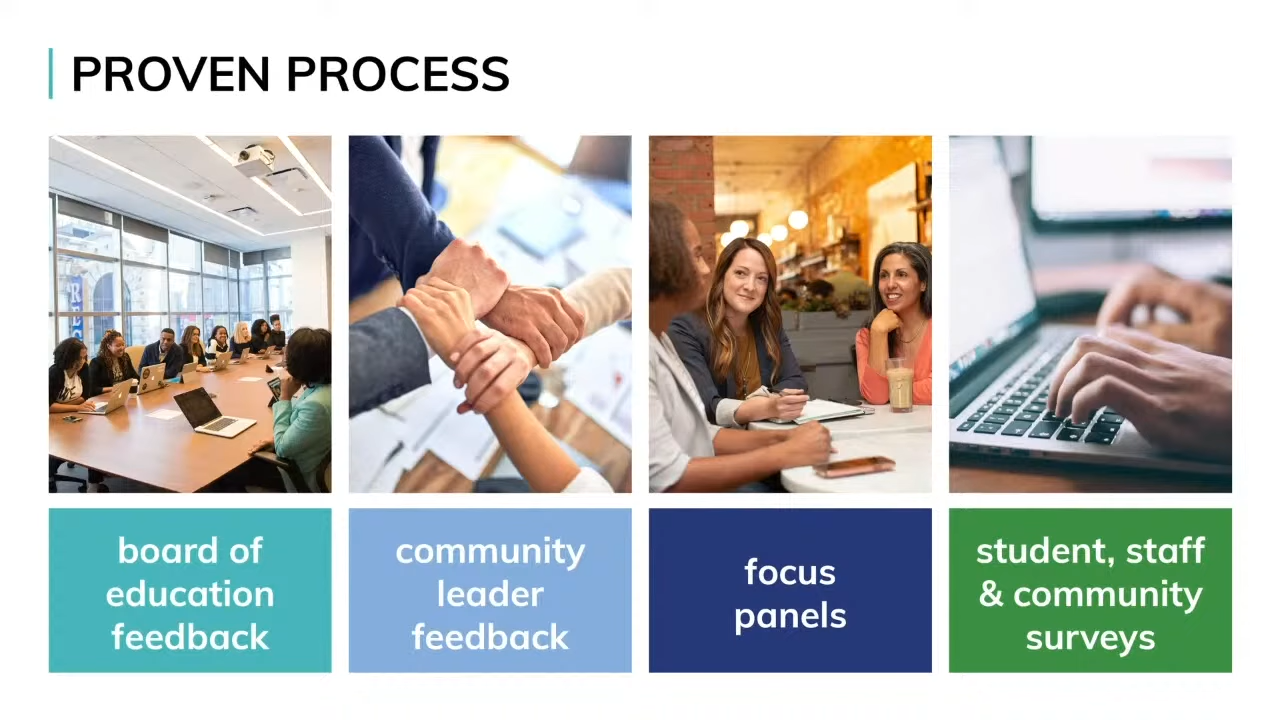 PROVEN PROCESS
board of
education
feedback
community
leader
feedback
focus
panels
student, staff
& community
surveys